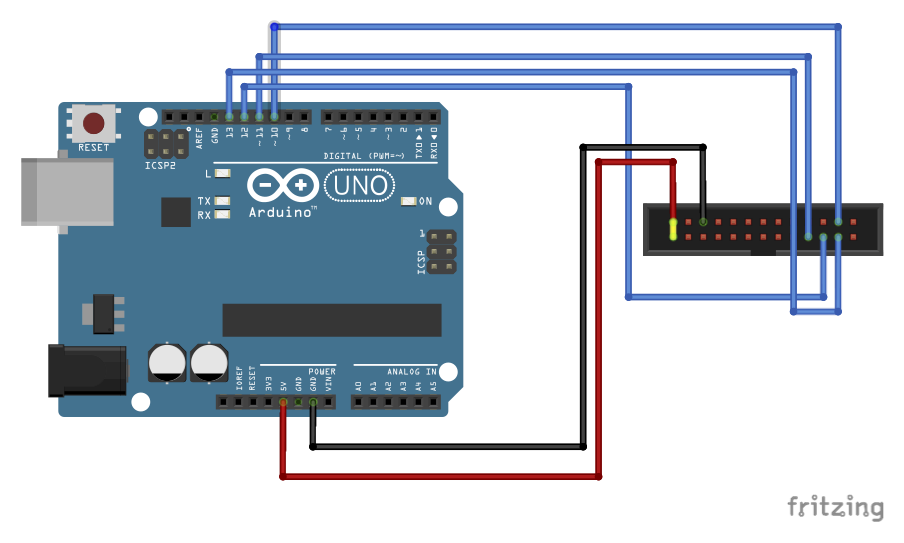 RESET
ICSP2
AREF
GND
13
12
~11
~10
~9
8
7
~6
~5
4
~3
2
TXD▶1
RXD◀0
DIGITAL (PWM=~)
L
TX
RX
Arduino™
UNO
ON
1
ICSP
IOREF
RESET
3V3
5V
GND
GND
VIN
POWER
ANALOG IN
A0
A1
A2
A3
A4
A5
fritzing